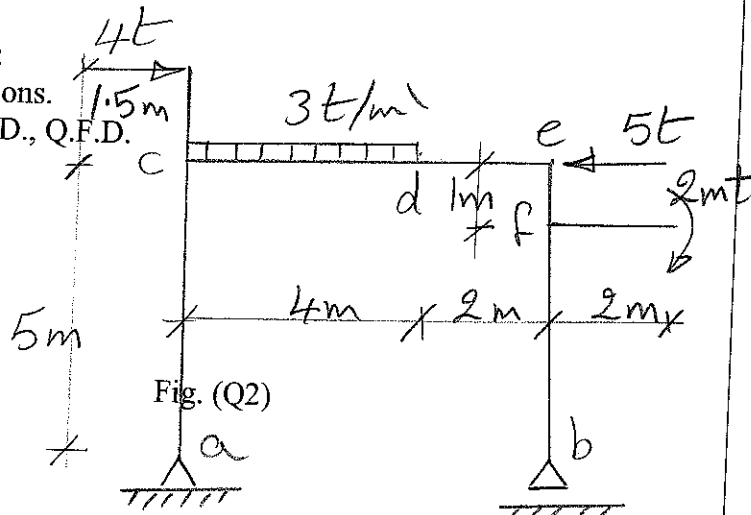 4t
ons.
1.5m
D., Q.F.D.
3t/m\
c
d
e
5t
1m
f
2mt
4m
2m
2m
5m
Fig. (Q2)
a
b